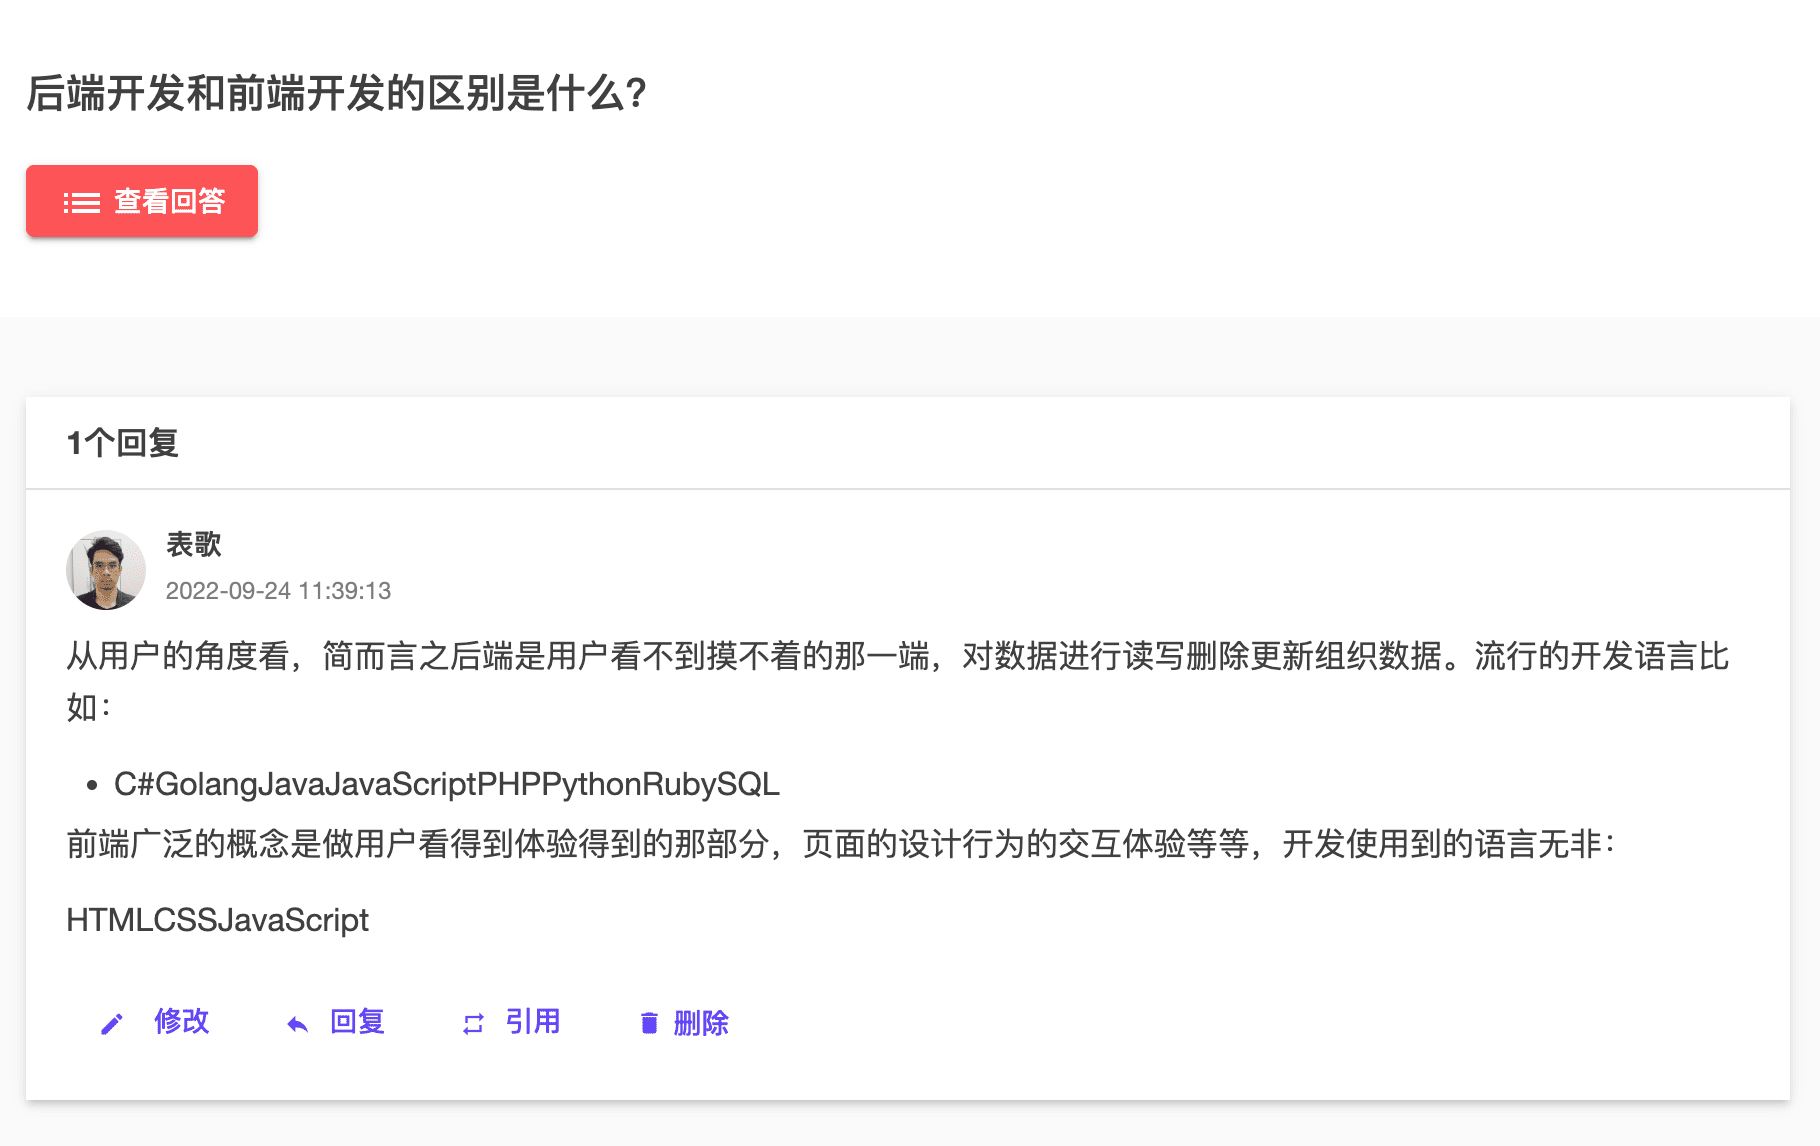 后端开发和前端开发的区别是什么?
查看回答
1个回复
表歌
2022-09-24 11:39:13
从用户的角度看，简而言之后端是用户看不到摸不着的那一端，对数据进行读写删除更新组织数据。流行的开发语言比
如：
• C#GolangJavaJavaScriptPHPPythonRubySQL
前端广泛的概念是做用户看得到体验得到的那部分，页面的设计行为的交互体验等等，开发使用到的语言无非：
HTMLCSSJavaScript
修改 回复 引用 删除